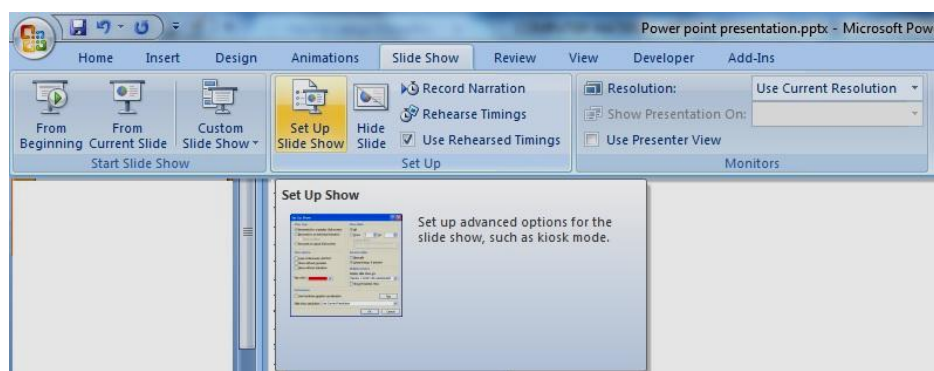 Power point presentation.pptx - Microsoft Pow
Home Insert Design Animations Slide Show Review View Developer Add-Ins
From Beginning
From Current Slide
Custom Slide Show
Start Slide Show
Set Up Slide Show
Hide Slide
Record Narration
Rehearse Timings
Use Rehearsed Timings
Set Up
Resolution: Use Current Resolution
Show Presentation On:
Use Presenter View
Monitors
Set Up Show
Set up advanced options for the
slide show, such as kiosk mode.